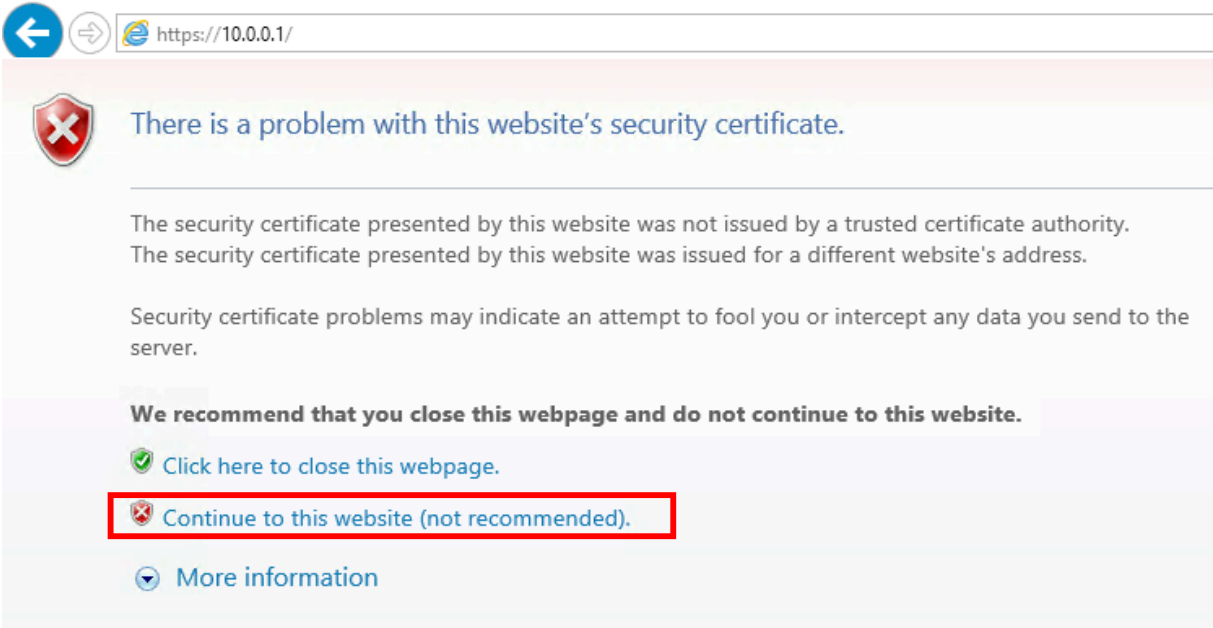 https://10.0.0.1/
There is a problem with this website's security certificate.
The security certificate presented by this website was not issued by a trusted certificate authority.
The security certificate presented by this website was issued for a different website's address.
Security certificate problems may indicate an attempt to fool you or intercept any data you send to the
server.
We recommend that you close this webpage and do not continue to this website.
Click here to close this webpage.
Continue to this website (not recommended).
More information